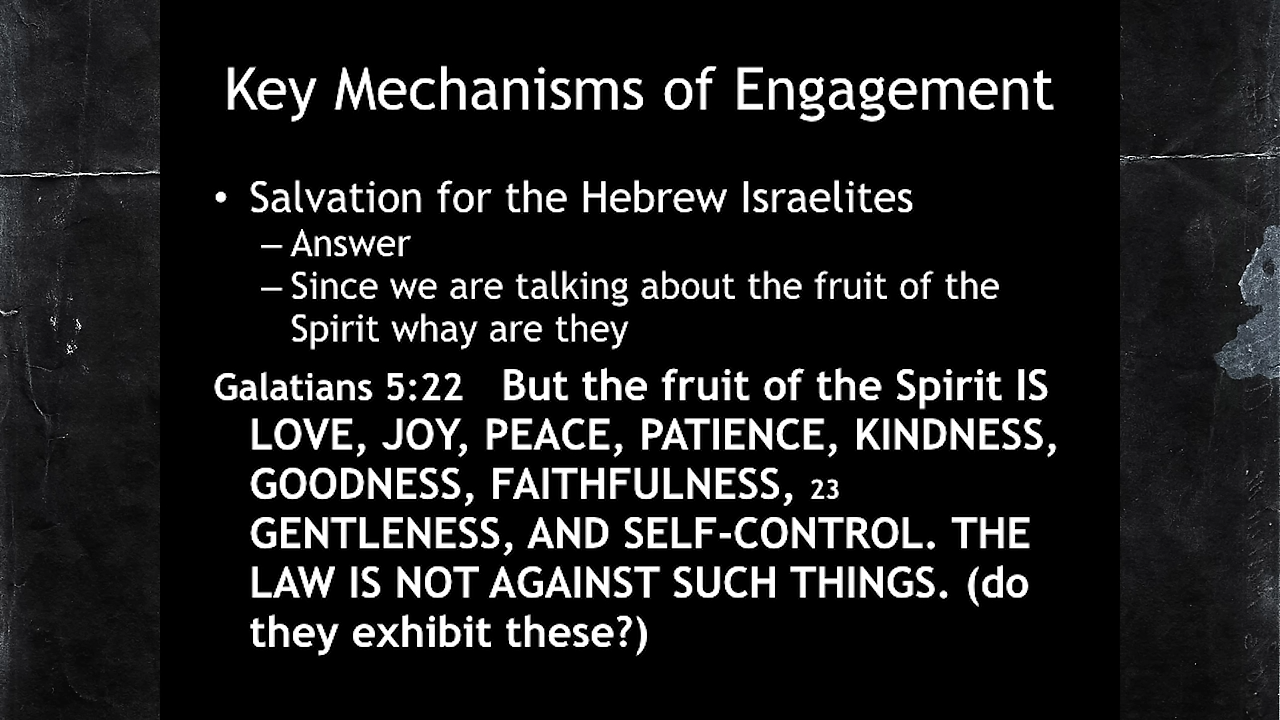 Key Mechanisms of Engagement
• Salvation for the Hebrew Israelites
– Answer
– Since we are talking about the fruit of the
Spirit whay are they
Galatians 5:22 But the fruit of the Spirit IS
LOVE, JOY, PEACE, PATIENCE, KINDNESS,
GOODNESS, FAITHFULNESS, 23
GENTLENESS, AND SELF-CONTROL. THE
LAW IS NOT AGAINST SUCH THINGS. (do
they exhibit these?)